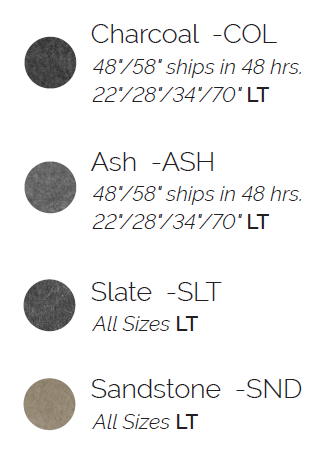 Charcoal -COL
48"/58" ships in 48 hrs.
22"/28"/34"/70" LT
Ash -ASH
48"/58" ships in 48 hrs.
22"/28"/34"/70" LT
Slate -SLT
All Sizes LT
Sandstone -SND
All Sizes LT